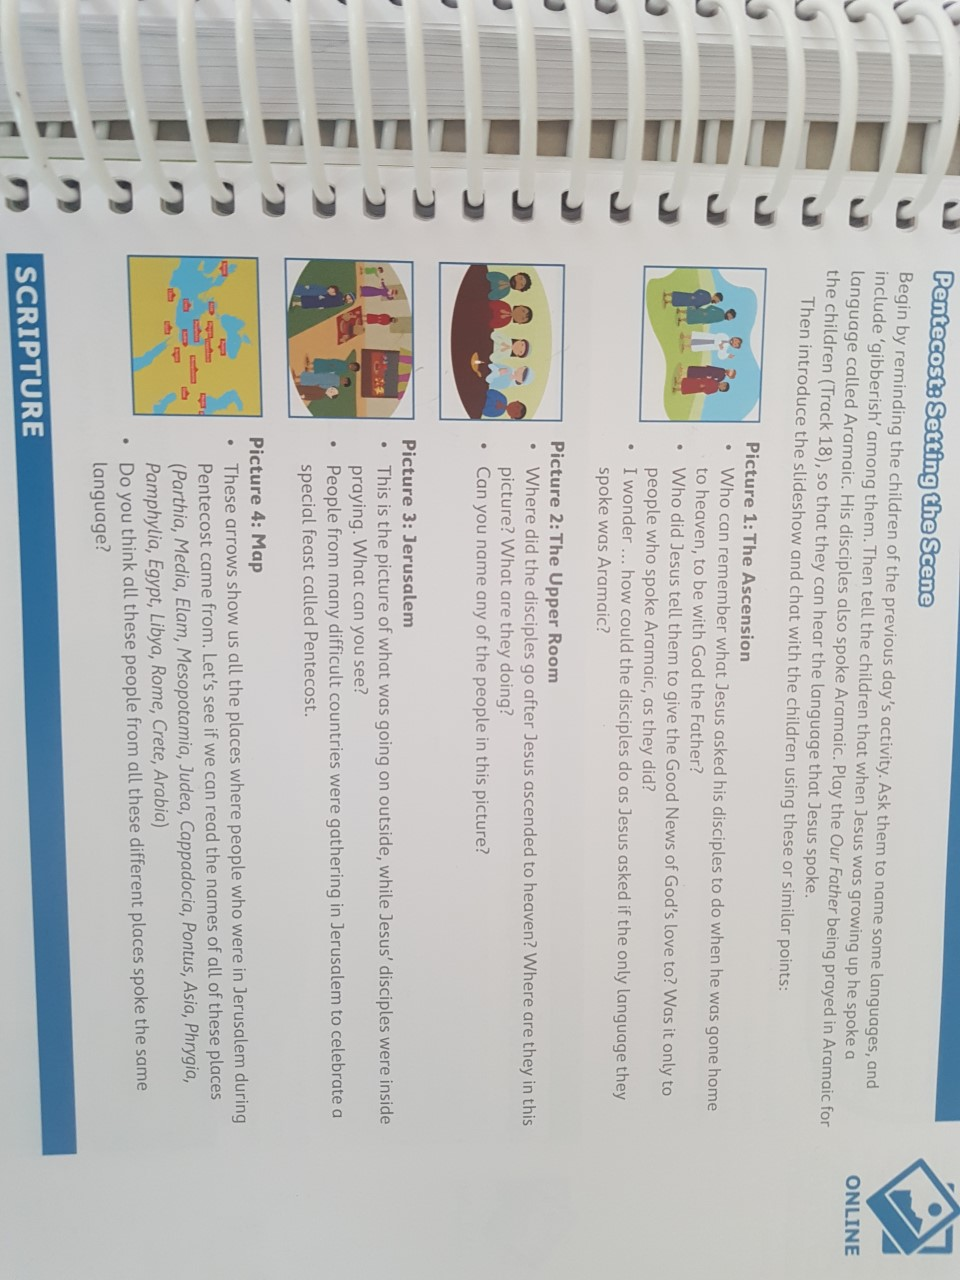 Pentecost: Setting the Scene
Begin by reminding the children of the previous day's activity. Ask them to name some languages, and
include 'gibberish' among them. Then tell the children that when Jesus was growing up he spoke a
language called Aramaic. His disciples also spoke Aramaic. Play the Our Father being prayed in Aramaic for
the children (Track 18), so that they can hear the language that Jesus spoke.
Then introduce the slideshow and chat with the children using these or similar points:
ONLINE
Picture 1: The Ascension
• Who can remember what Jesus asked his disciples to do when he was gone home
to heaven, to be with God the Father?
• Who did Jesus tell them to give the Good News of God's love to? Was it only to
people who spoke Aramaic, as they did?
• I wonder ... how could the disciples do as Jesus asked if the only language they
spoke was Aramaic?
Picture 2: The Upper Room
• Where did the disciples go after Jesus ascended to heaven? Where are they in this
picture? What are they doing?
• Can you name any of the people in this picture?
Picture 3: Jerusalem
• This is the picture of what was going on outside, while Jesus' disciples were inside
praying. What can you see?
• People from many difficult countries were gathering in Jerusalem to celebrate a
special feast called Pentecost.
Picture 4: Map
• These arrows show us all the places where people who were in Jerusalem during
Pentecost came from. Let's see if we can read the names of all of these places
(Parthia, Media, Elam, Mesopotamia, Judea, Cappadocia, Pontus, Asia, Phrygia,
Pamphylia, Egypt, Libya, Rome, Crete, Arabia)
• Do you think all these people from all these different places spoke the same
language?
SCRIPTURE